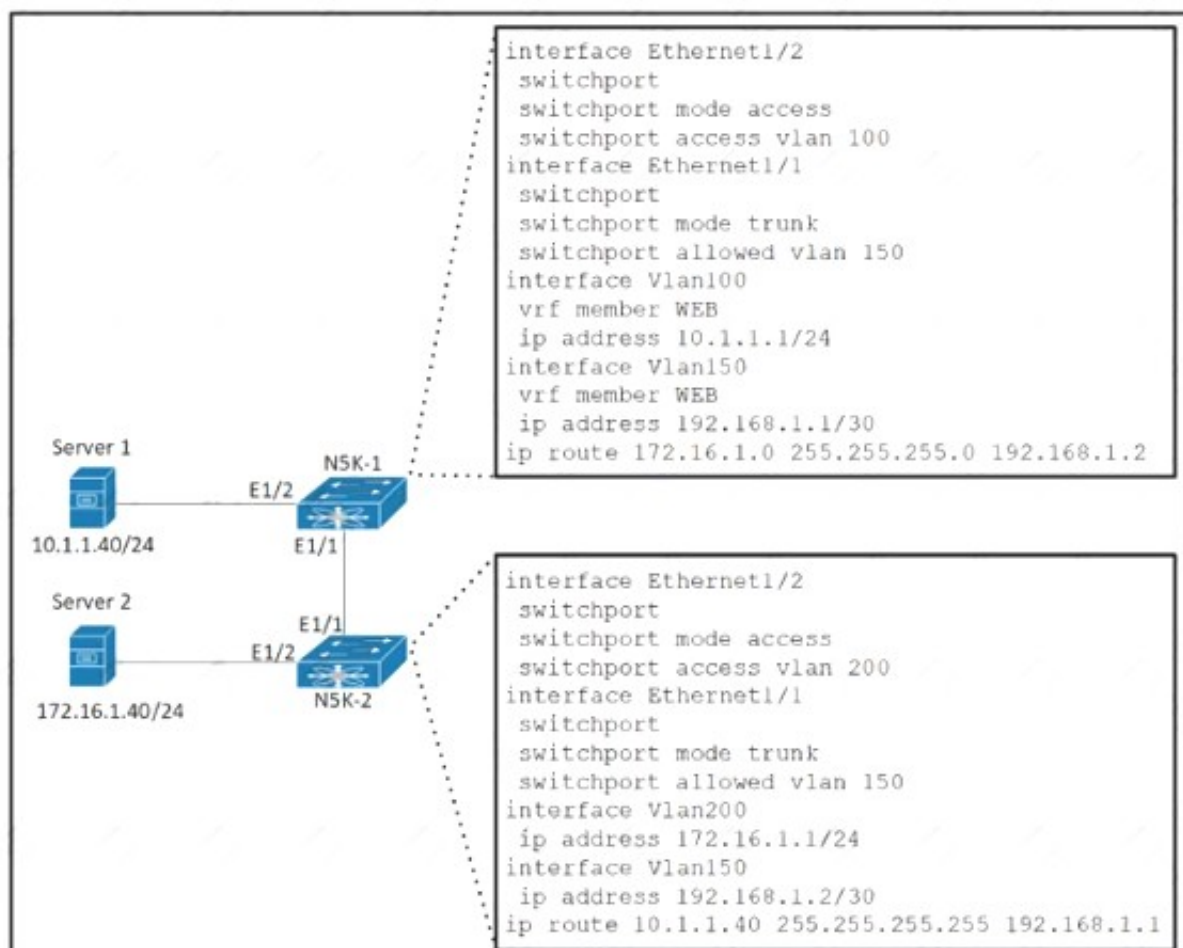 interface Ethernet1/2
switchport
switchport mode access
switchport access vlan 100
interface Ethernet1/1
switchport
switchport mode trunk
switchport allowed vlan 150
interface Vlan100
vrf member WEB
ip address 10.1.1.1/24
interface Vlan150
vrf member WEB
ip address 192.168.1.1/30
ip route 172.16.1.0 255.255.255.0 192.168.1.2
Server 1
N5K-1
E1/2
10.1.1.40/24
E1/1
Server 2
E1/1
E1/2
N5K-2
172.16.1.40/24
interface Ethernet1/2
switchport
switchport mode access
switchport access vlan 200
interface Ethernet1/1
switchport
switchport mode trunk
switchport allowed vlan 150
interface Vlan200
ip address 172.16.1.1/24
interface Vlan150
ip address 192.168.1.2/30
ip route 10.1.1.40 255.255.255.255 192.168.1.1